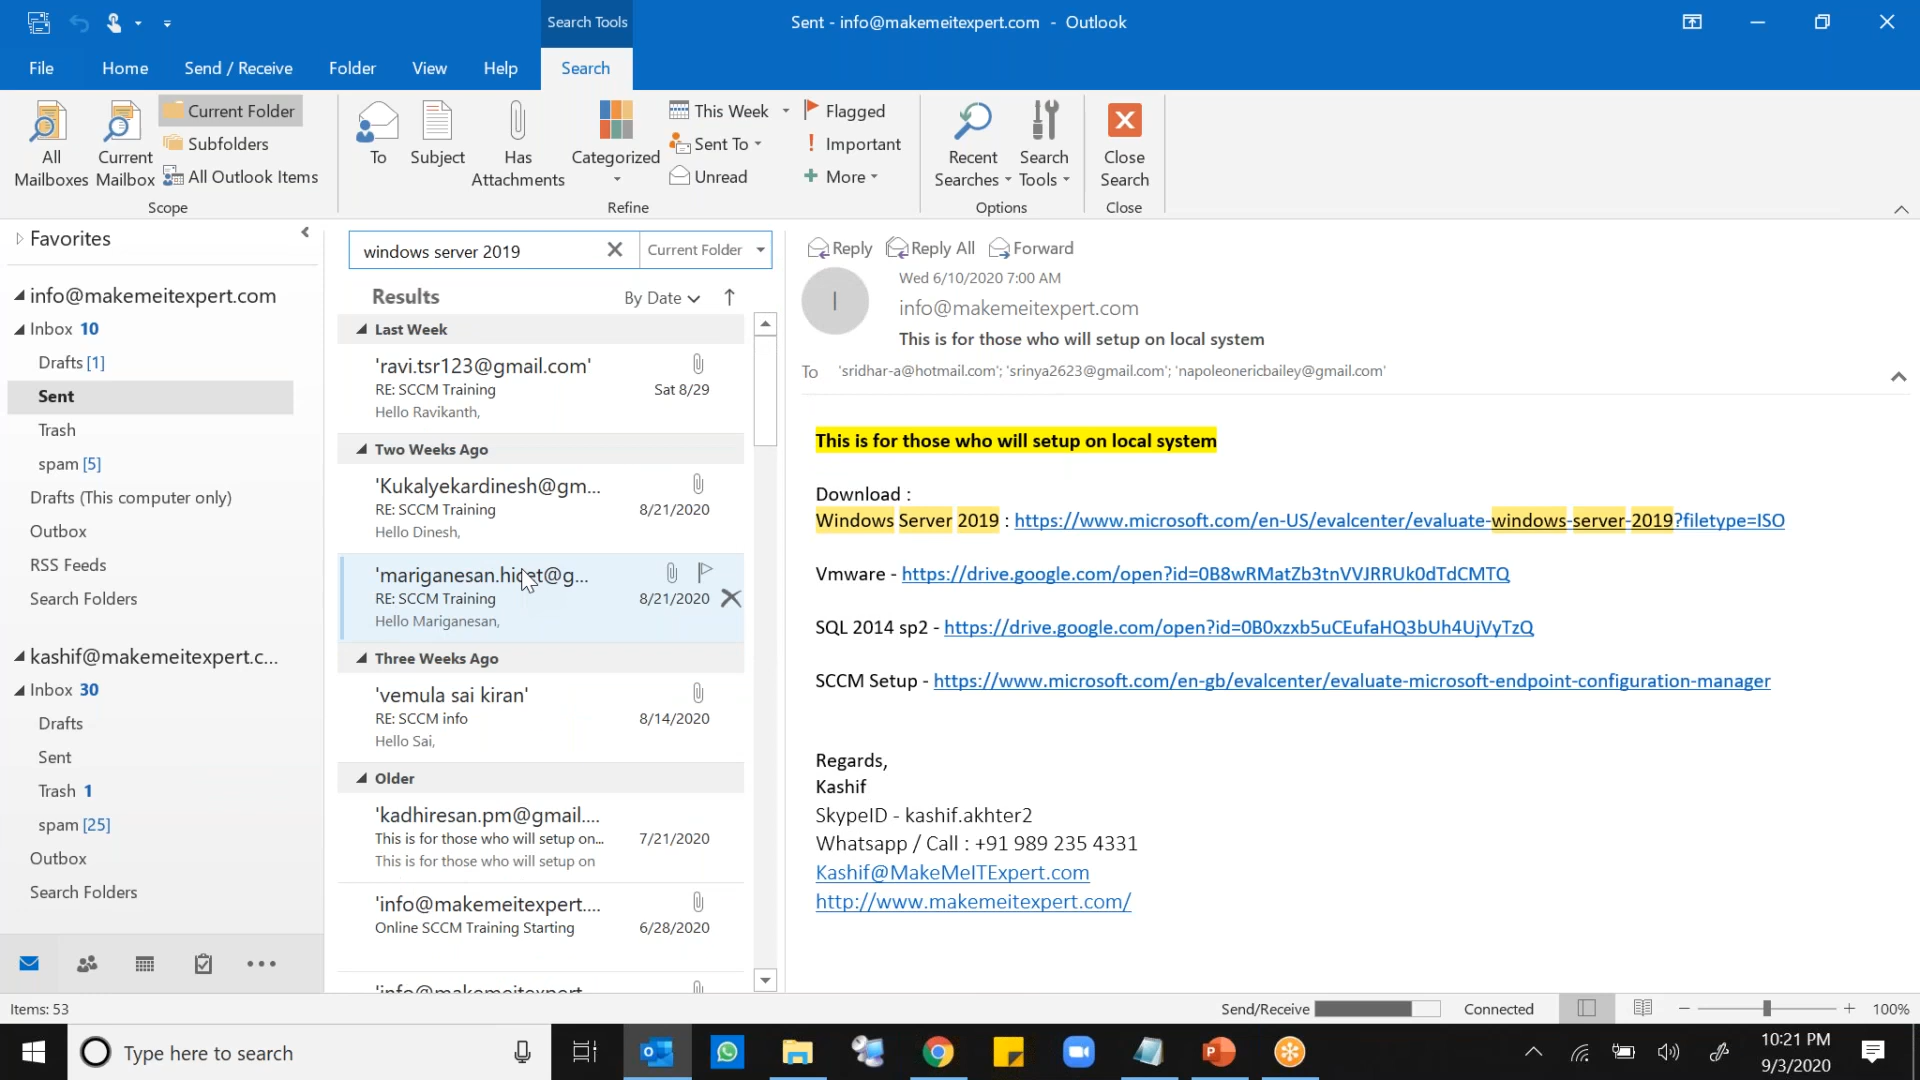 Search Tools
Sent - info@makemeitexpert.com - Outlook
File
Home
Send / Receive
Folder
View
Help
Search
All Mailboxes
Current Mailbox
Current Folder
Subfolders
All Outlook Items
Scope
To
Subject
Has Attachments
Categorized
This Week
Sent To
Unread
Flagged
Important
More
Refine
Recent Searches
Search Tools
Options
Close Search
Close
Favorites
info@makemeitexpert.com
Inbox 10
Drafts [1]
Sent
Trash
spam [5]
Drafts (This computer only)
Outbox
RSS Feeds
Search Folders
kashif@makemeitexpert.c...
Inbox 30
Drafts
Sent
Trash 1
spam [25]
Outbox
Search Folders
windows server 2019
Current Folder
Results
By Date
Last Week
'ravi.tsr123@gmail.com'
RE: SCCM Training Sat 8/29
Hello Ravikanth,
Two Weeks Ago
'Kukalyekardinesh@gm...
RE: SCCM Training 8/21/2020
Hello Dinesh,
RE: SCCM Training 8/21/2020
Hello Mariganesan,
Three Weeks Ago
'vemula sai kiran'
RE: SCCM info 8/14/2020
Hello Sai,
Older
'kadhiresan.pm@gmail....
This is for those who will setup on... 7/21/2020
This is for those who will setup on
'info@makemeitexpert....
Online SCCM Training Starting 6/28/2020
'info@makemeitexpert
Reply
Reply All
Forward
Wed 6/10/2020 7:00 AM
I
info@makemeitexpert.com
This is for those who will setup on local system
To 'sridhar-a@hotmail.com'; 'srinya2623@gmail.com'; 'napoleonericbailey@gmail.com'
This is for those who will setup on local system
Download :
Windows Server 2019 : https://www.microsoft.com/en-US/evalcenter/evaluate-windows-server-2019?filetype=ISO
Vmware - https://drive.google.com/open?id=0B8wRMatZb3tnVVJRRUk0dTdCMTQ
SQL 2014 sp2 - https://drive.google.com/open?id=0B0xzxb5uCEufaHQ3bUh4UjVyTzQ
SCCM Setup - https://www.microsoft.com/en-gb/evalcenter/evaluate-microsoft-endpoint-configuration-manager
Regards,
Kashif
SkypeID - kashif.akhter2
Whatsapp / Call : +91 989 235 4331
Kashif@MakeMeITExpert.com
http://www.makemeitexpert.com/
Items: 53
Send/Receive
Connected
100%
Type here to search
10:21 PM
9/3/2020